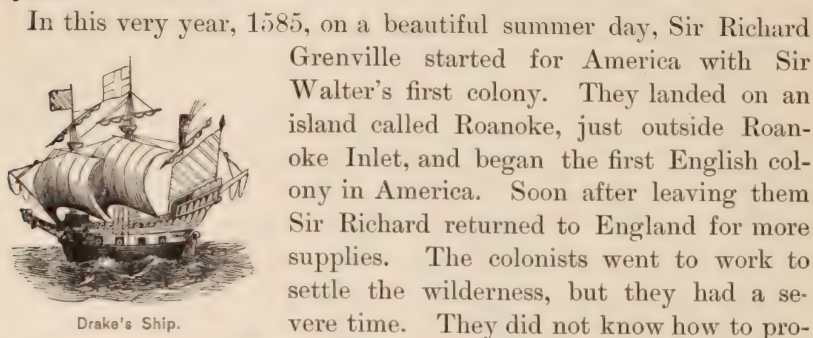 In this very year, 1585, on a beautiful summer day, Sir Richard
Grenville started for America with Sir
Walter's first colony. They landed on an
island called Roanoke, just outside Roan-
oke Inlet, and began the first English col-
ony in America. Soon after leaving them
Sir Richard returned to England for more
supplies. The colonists went to work to
settle the wilderness, but they had a se-
vere time. They did not know how to pro-
Drake's Ship.